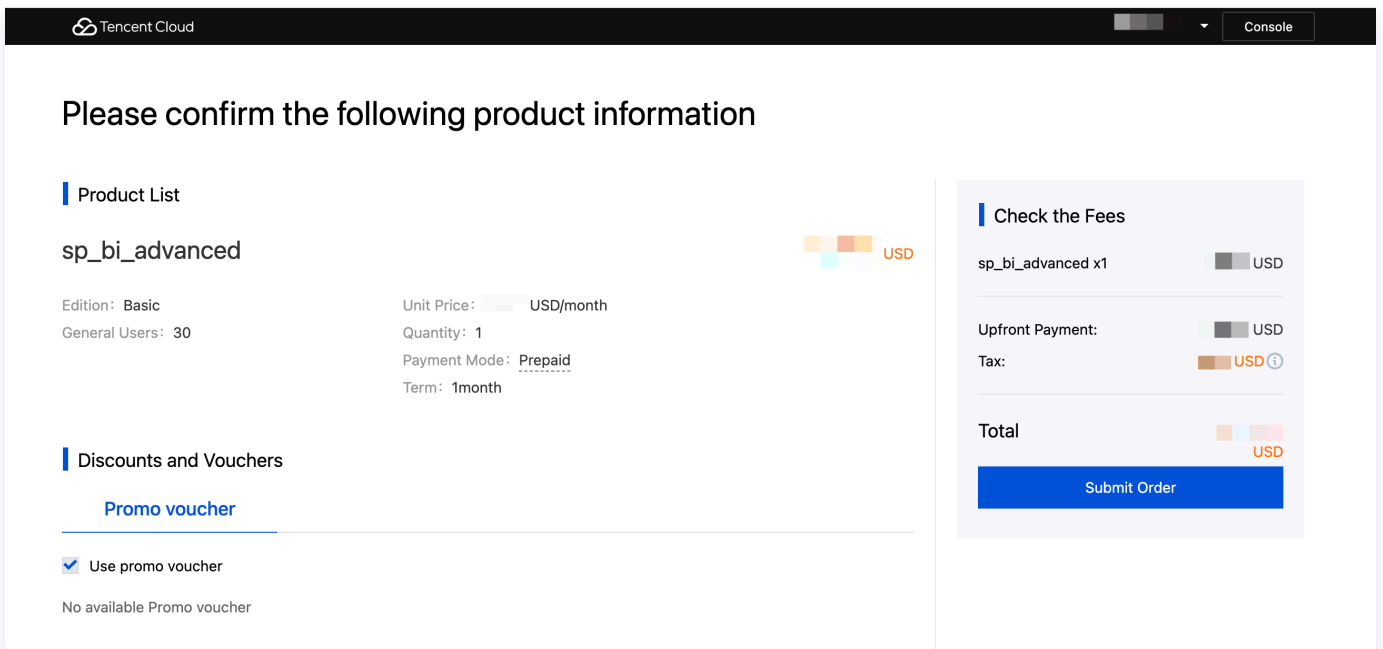 Tencent Cloud
Console
Please confirm the following product information
Product List
sp_bi_advanced
USD
Edition: Basic
General Users: 30
Unit Price: USD/month
Quantity: 1
Payment Mode: Prepaid
Term: 1month
Discounts and Vouchers
Promo voucher
Use promo voucher
No available Promo voucher
Check the Fees
sp_bi_advanced x1 USD
Upfront Payment: USD
Tax: USD
Total
USD
Submit Order